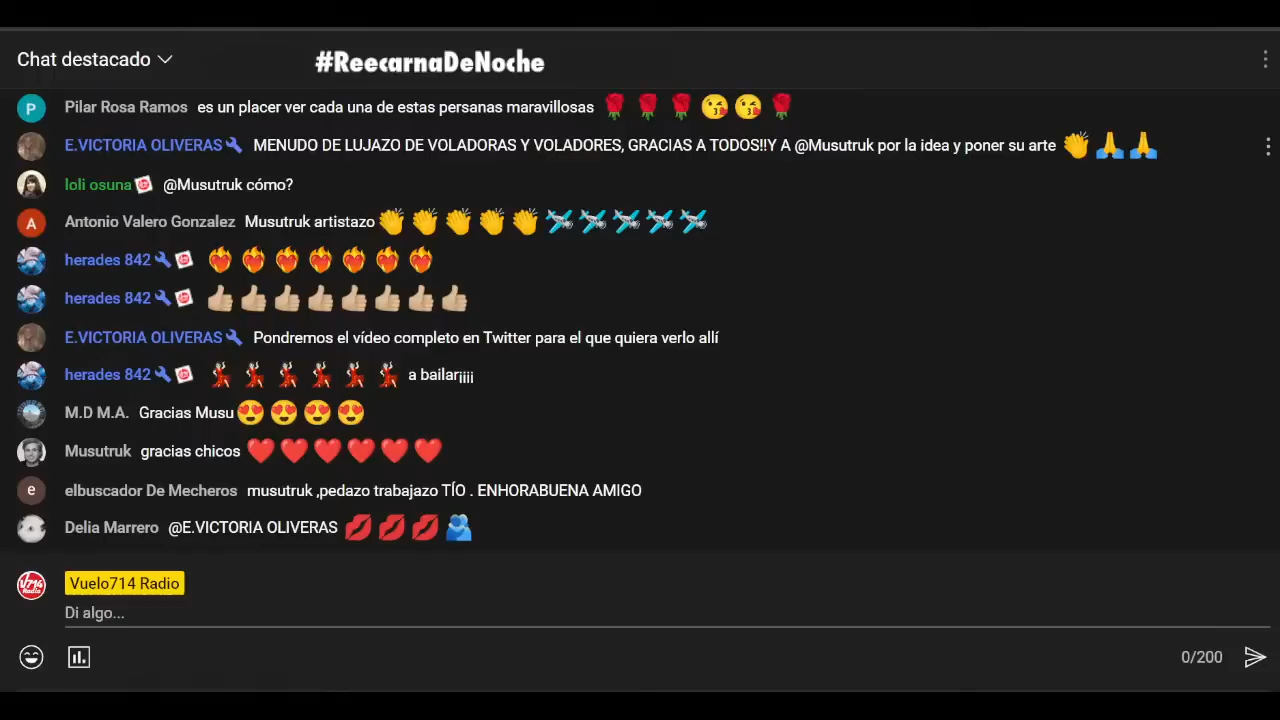 Chat destacado
#ReecarnaDeNoche
P Pilar Rosa Ramos es un placer ver cada una de estas persanas maravillosas 🌹🌹🌹😘😘🌹
E.VICTORIA OLIVERAS MENUDO DE LUJAZO DE VOLADORAS Y VOLADORES, GRACIAS A TODOS!!Y A @Musutruk por la idea y poner su arte 👏🙏🙏
loli osuna @Musutruk cómo?
A Antonio Valero Gonzalez Musutruk artistazo 👏👏👏👏👏🛩️🛩️🛩️🛩️🛩️
herades 842 ❤️‍🔥❤️‍🔥❤️‍🔥❤️‍🔥❤️‍🔥❤️‍🔥❤️‍🔥
herades 842 👍🏼👍🏼👍🏼👍🏼👍🏼👍🏼👍🏼👍🏼
E.VICTORIA OLIVERAS Pondremos el vídeo completo en Twitter para el que quiera verlo allí
herades 842 💃🏻💃🏻💃🏻💃🏻💃🏻💃🏻 a bailar¡¡¡¡
M.D M.A. Gracias Musu 😍😍😍😍
Musutruk gracias chicos ❤️❤️❤️❤️❤️❤️
e elbuscador De Mecheros musutruk ,pedazo trabajazo TÍO . ENHORABUENA AMIGO
Delia Marrero @E.VICTORIA OLIVERAS 💋💋💋🫂
V714 Radio Vuelo714 Radio
Di algo...
0/200